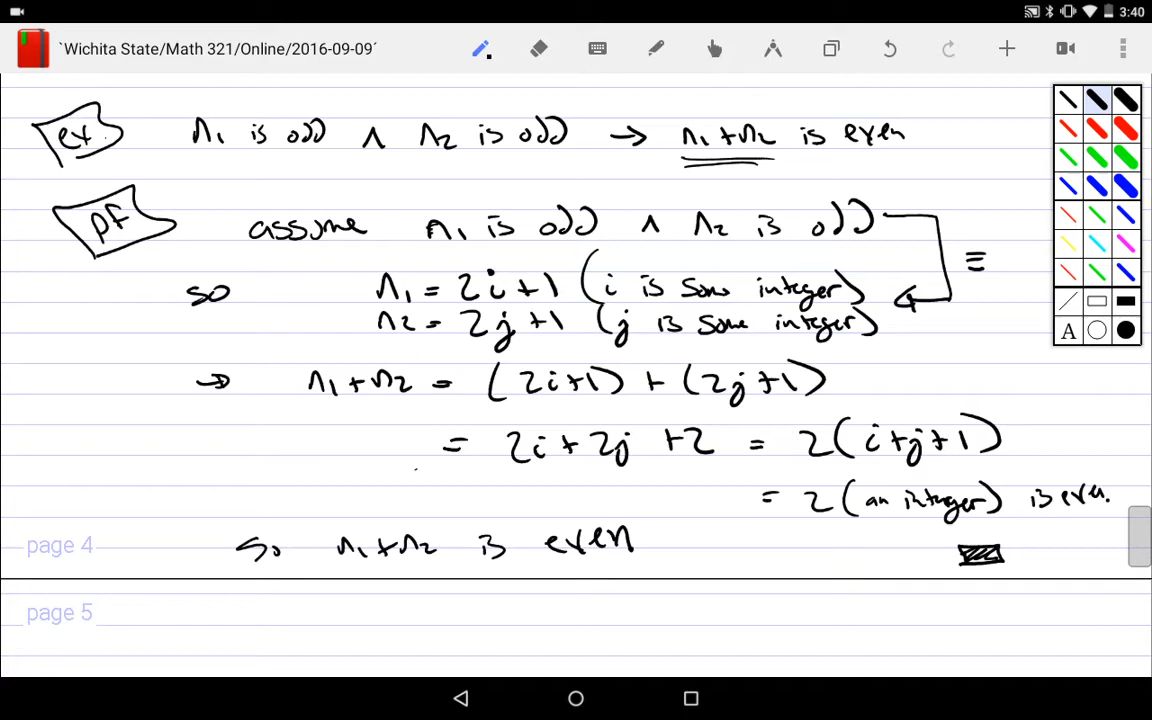 3:40
`Wichita State/Math 321/Online/2016-09-09´
ex. n1 is odd ∧ n2 is odd → n1+n2 is even
pf assume n1 is odd ∧ n2 is odd
≡
so n1 = 2i+1 (i is some integer)
n2 = 2j+1 (j is some integer)
→ n1+n2 = (2i+1) + (2j+1)
= 2i+2j+2 = 2(i+j+1)
= 2(an integer) is even.
page 4
so n1+n2 is even
page 5
A